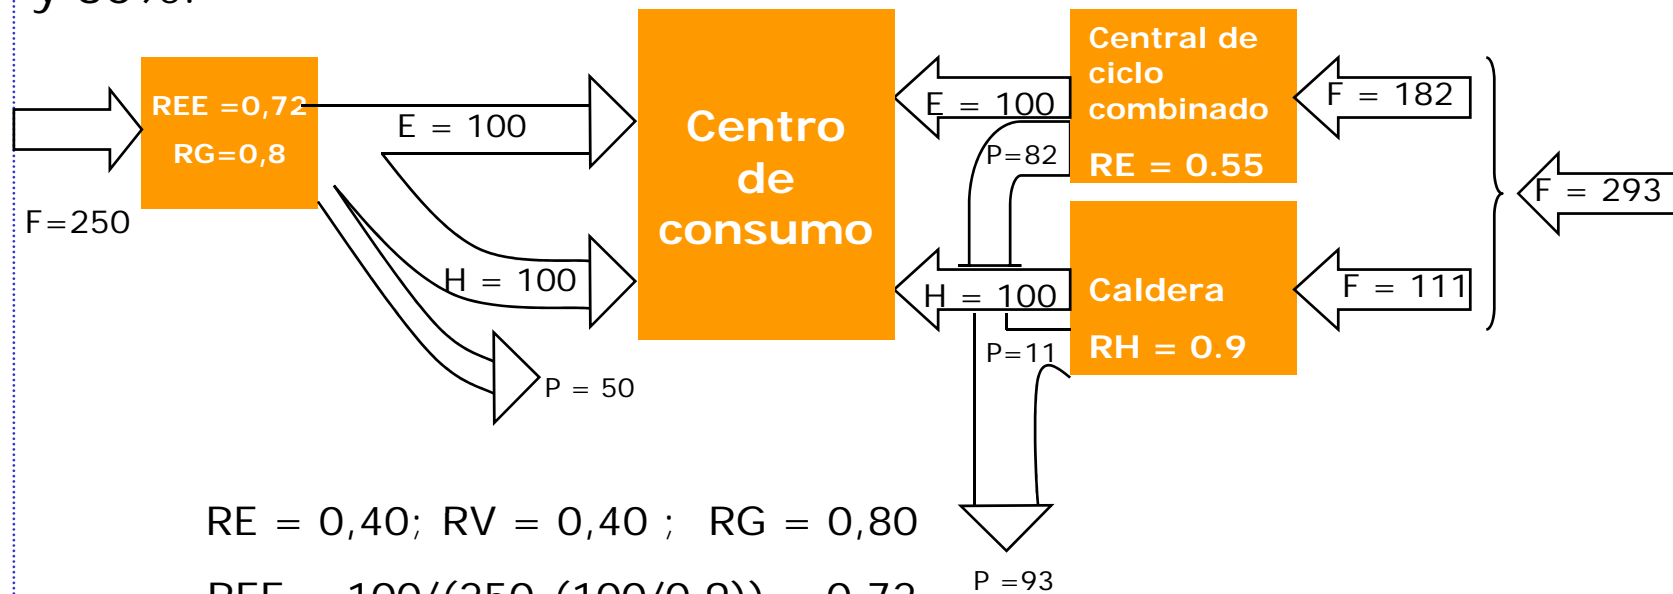 REE =0,72
RG=0,8
F=250
E = 100
H = 100
P = 50
Centro
de
consumo
E = 100
P=82
H = 100
P=11
P =93
Central de
ciclo
combinado
RE = 0.55
Caldera
RH = 0.9
F = 182
F = 111
F = 293
RE = 0,40; RV = 0,40 ; RG = 0,80